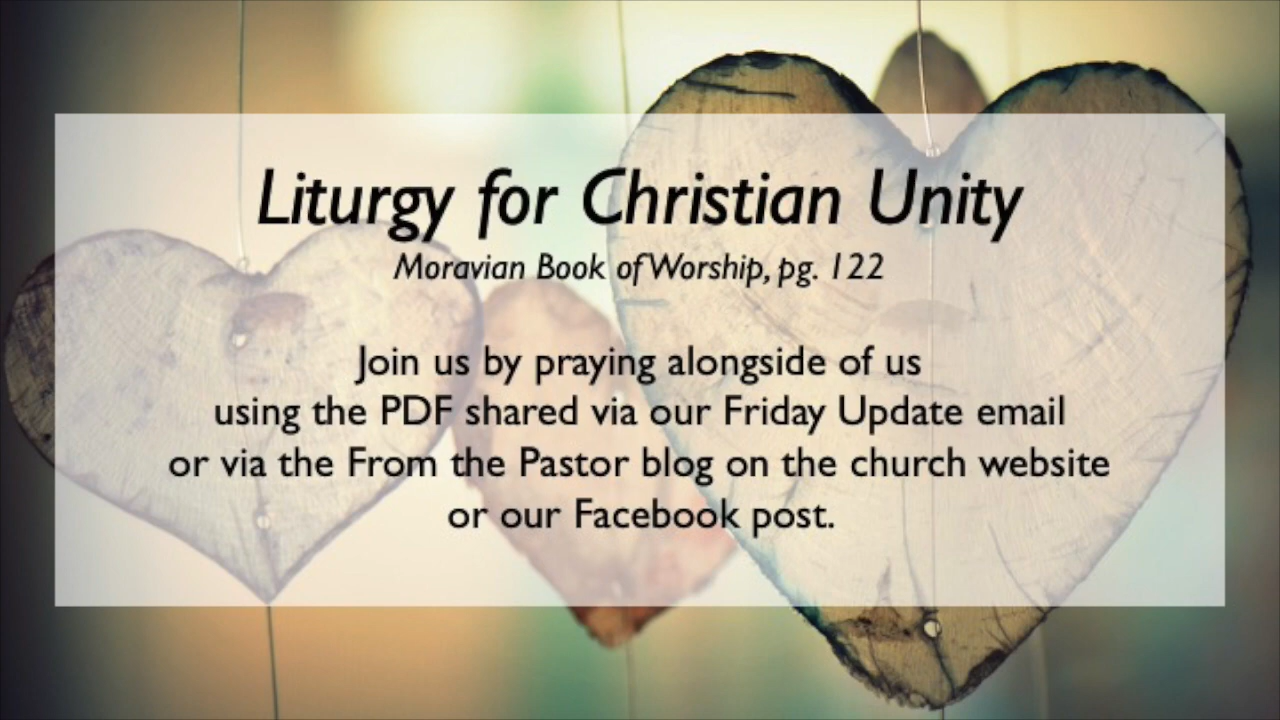 Liturgy for Christian Unity
Moravian Book of Worship, pg. 122
Join us by praying alongside of us
using the PDF shared via our Friday Update email
or via the From the Pastor blog on the church website
or our Facebook post.